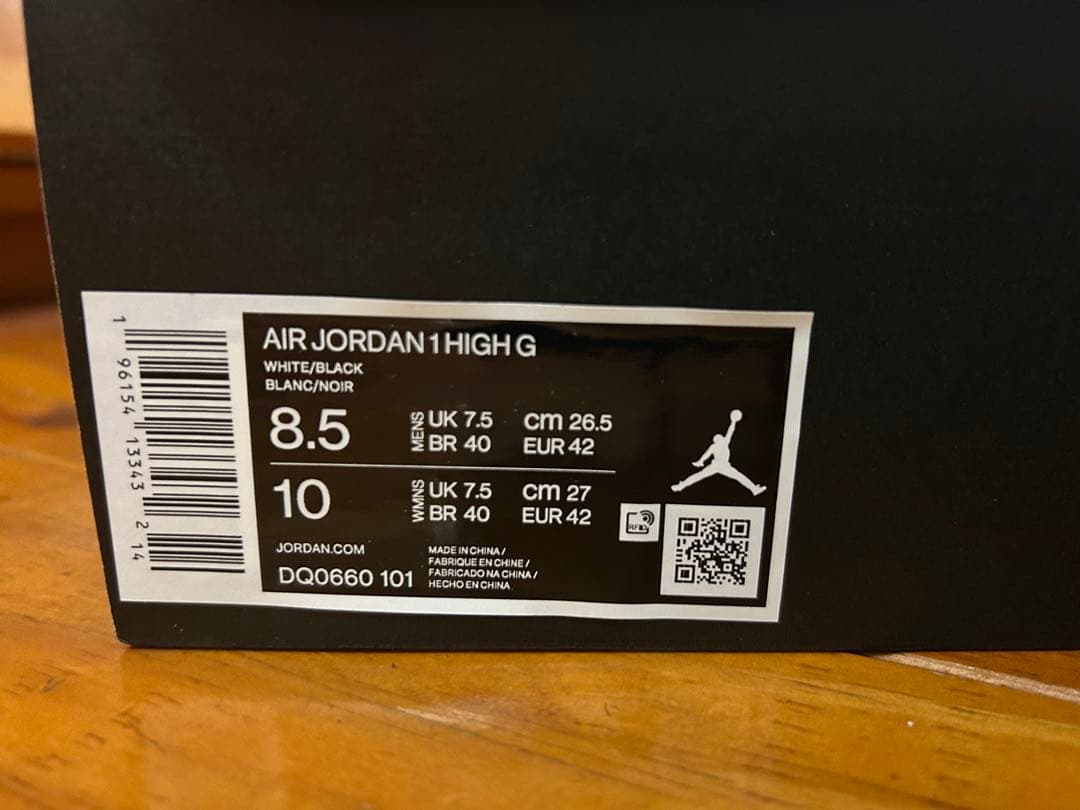 AIR JORDAN 1 HIGH G
WHITE/BLACK
BLANC/NOIR
8.5 MENS UK 7.5 cm 26.5
BR 40 EUR 42
10 WMNS UK 7.5 cm 27
BR 40 EUR 42
RFID
JORDAN.COM
DQ0660 101
MADE IN CHINA /
FABRIQUE EN CHINE /
FABRICADO NA CHINA /
HECHO EN CHINA
1 96154 13343 2 14